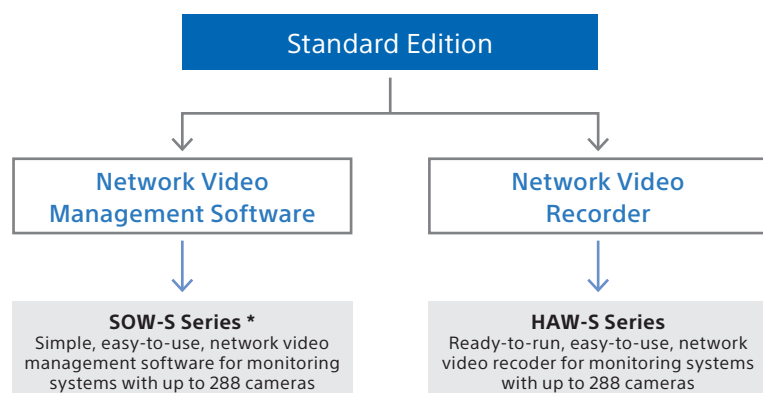 Standard Edition
Network Video
Management Software
Network Video
Recorder
SOW-S Series *
Simple, easy-to-use, network video
management software for monitoring
systems with up to 288 cameras
HAW-S Series
Ready-to-run, easy-to-use, network
video recoder for monitoring systems
with up to 288 cameras